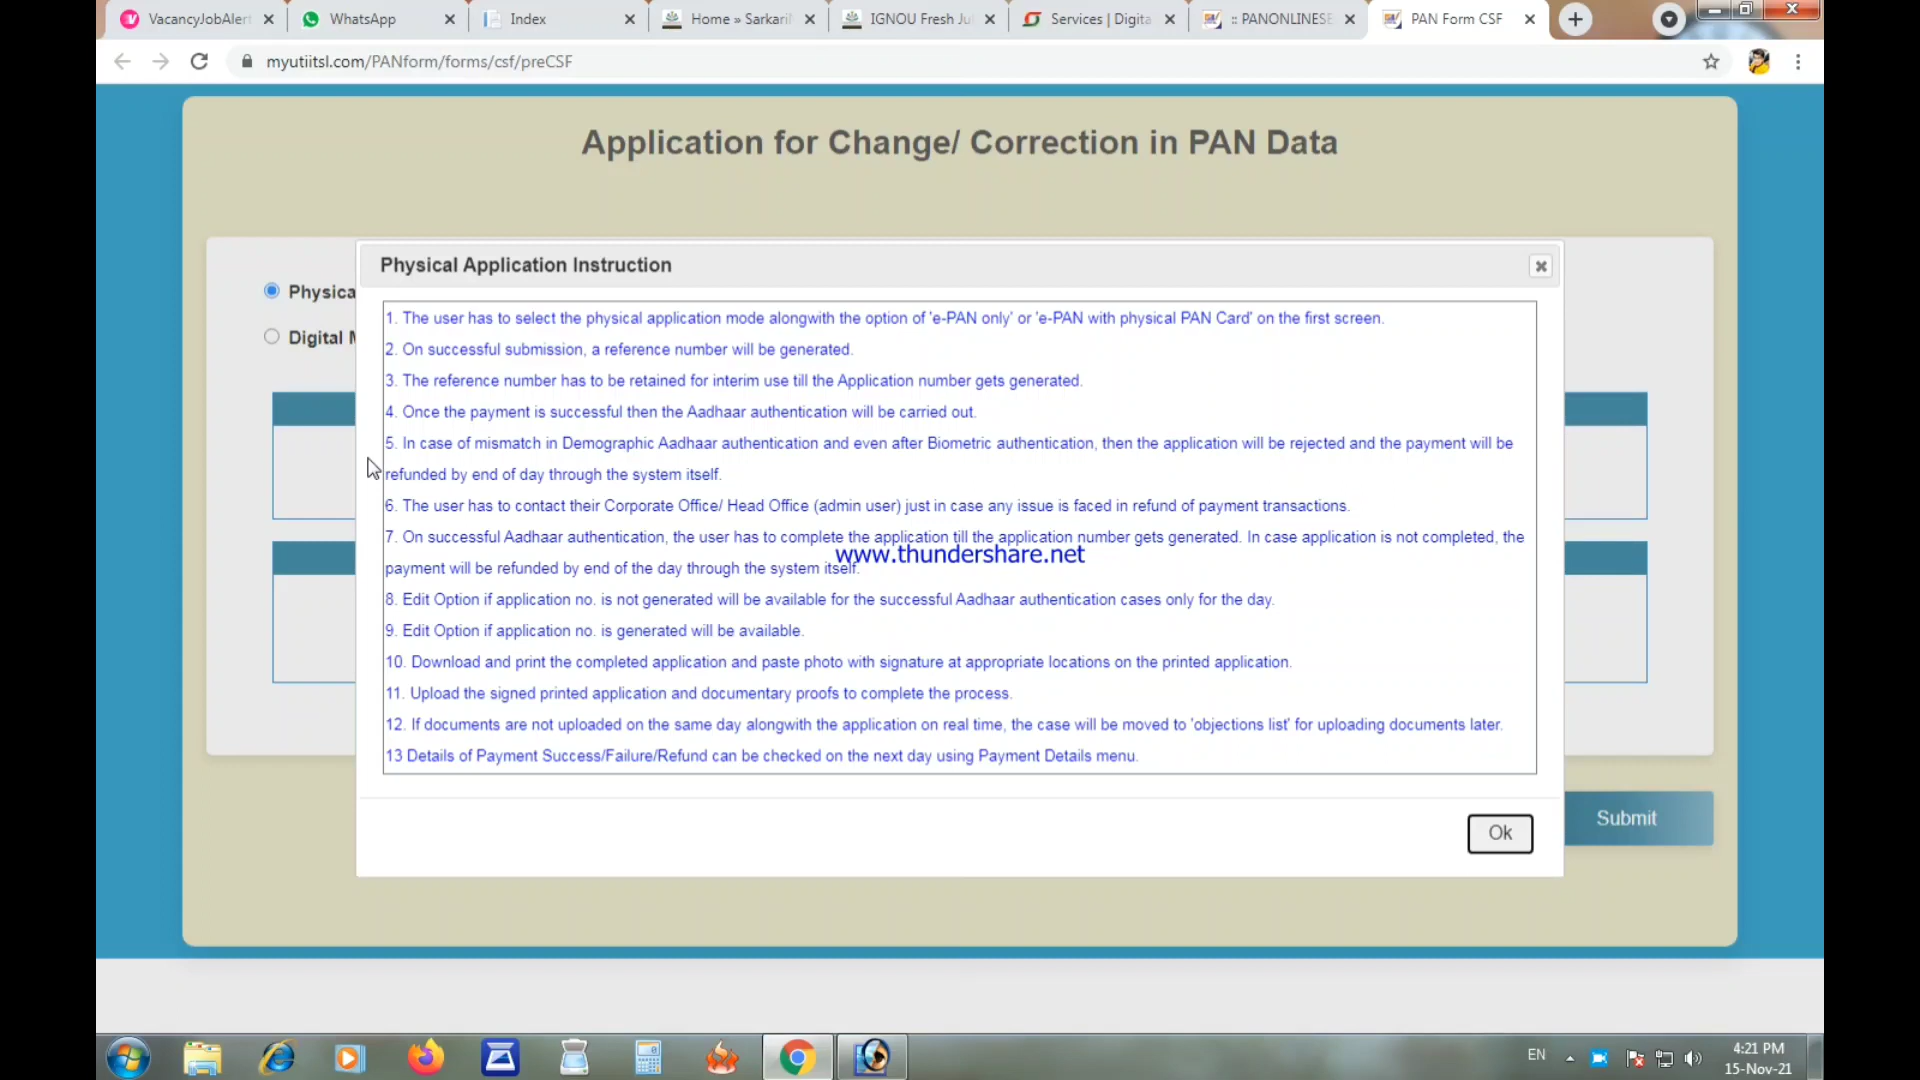 VacancyJobAlert
WhatsApp
Index
Home » Sarkari
IGNOU Fresh Ju
Services | Digita
:: PANONLINESE
PAN Form CSF
myutiitsl.com/PANform/forms/csf/preCSF
Application for Change/ Correction in PAN Data
Physical Application Instruction
Physica
Digital M
1. The user has to select the physical application mode alongwith the option of 'e-PAN only' or 'e-PAN with physical PAN Card' on the first screen.
2. On successful submission, a reference number will be generated.
3. The reference number has to be retained for interim use till the Application number gets generated.
4. Once the payment is successful then the Aadhaar authentication will be carried out.
5. In case of mismatch in Demographic Aadhaar authentication and even after Biometric authentication, then the application will be rejected and the payment will be
refunded by end of day through the system itself.
6. The user has to contact their Corporate Office/ Head Office (admin user) just in case any issue is faced in refund of payment transactions.
7. On successful Aadhaar authentication, the user has to complete the application till the application number gets generated. In case application is not completed, the
payment will be refunded by end of the day through the system itself.
www.thundershare.net
8. Edit Option if application no. is not generated will be available for the successful Aadhaar authentication cases only for the day.
9. Edit Option if application no. is generated will be available.
10. Download and print the completed application and paste photo with signature at appropriate locations on the printed application.
11. Upload the signed printed application and documentary proofs to complete the process.
12. If documents are not uploaded on the same day alongwith the application on real time, the case will be moved to 'objections list' for uploading documents later.
13 Details of Payment Success/Failure/Refund can be checked on the next day using Payment Details menu.
Ok
Submit
EN
4:21 PM
15-Nov-21